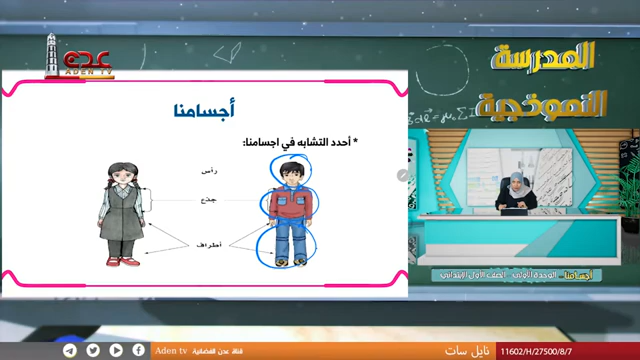 عدن
ADEN TV
المدرسة
النموذجية
أجسامنا
* أحدد التشابه في اجسامنا:
رأس
جذع
أطراف
أجسامنا - الوحدة الأولى - الصف الأول الإبتدائي
Aden tv قناة عدن الفضائية
نايل سات
11602/H/27500/8/7